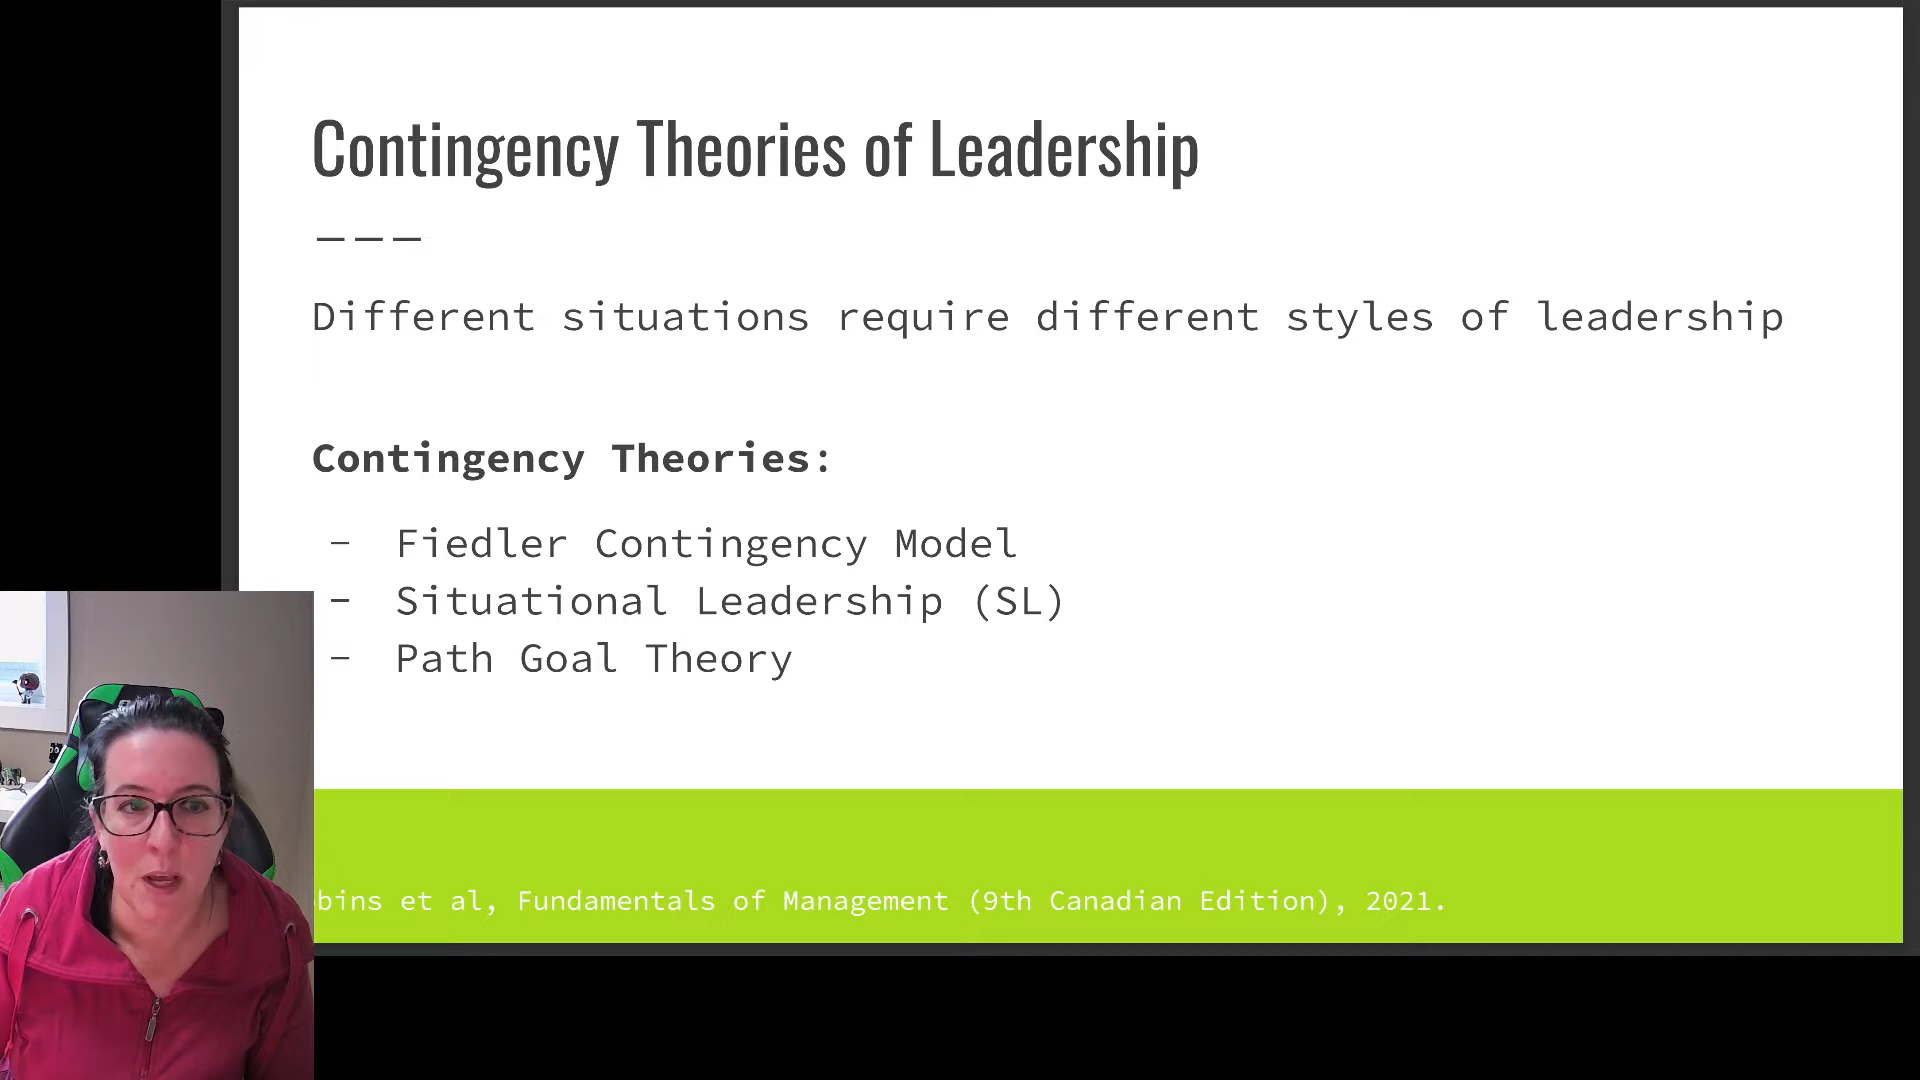 Contingency Theories of Leadership
Different situations require different styles of leadership
Contingency Theories:
- Fiedler Contingency Model
- Situational Leadership (SL)
- Path Goal Theory
et al, Fundamentals of Management (9th Canadian Edition), 2021.